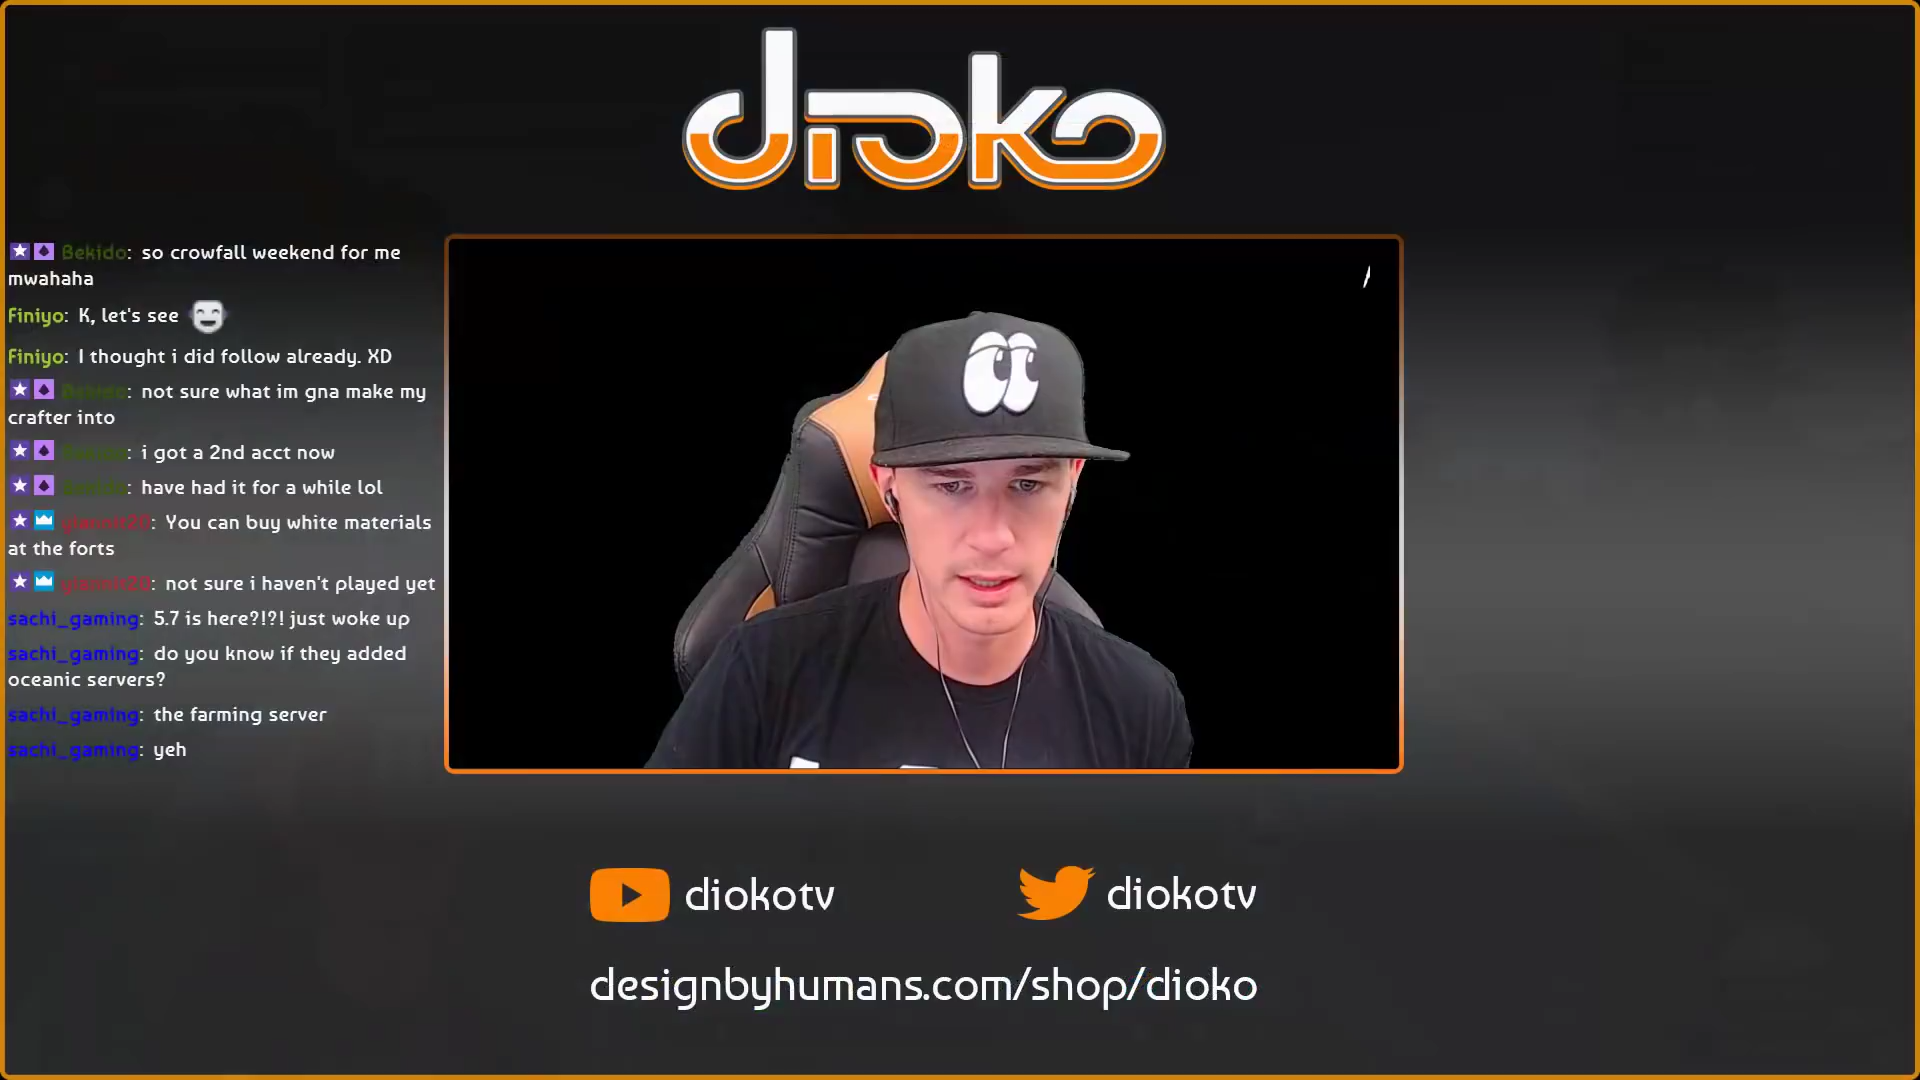 dioko
Bekido: so crowfall weekend for me
mwahaha
Finiyo: K, let's see
Finiyo: I thought i did follow already. XD
Bekido: not sure what im gna make my
crafter into
Bekido: i got a 2nd acct now
Bekido: have had it for a while lol
: You can buy white materials
at the forts
: not sure i haven't played yet
sachi_gaming: 5.7 is here?!?! just woke up
sachi_gaming: do you know if they added
oceanic servers?
sachi_gaming: the farming server
sachi_gaming: yeh
diokotv
diokotv
designbyhumans.com/shop/dioko